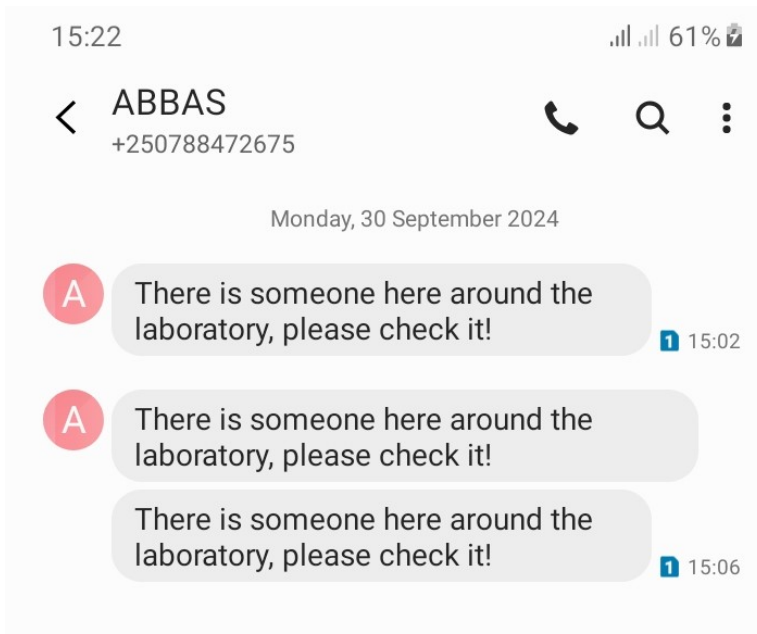 15:22 61%
ABBAS
+250788472675
Monday, 30 September 2024
A There is someone here around the
laboratory, please check it!
1 15:02
A There is someone here around the
laboratory, please check it!
There is someone here around the
laboratory, please check it!
1 15:06